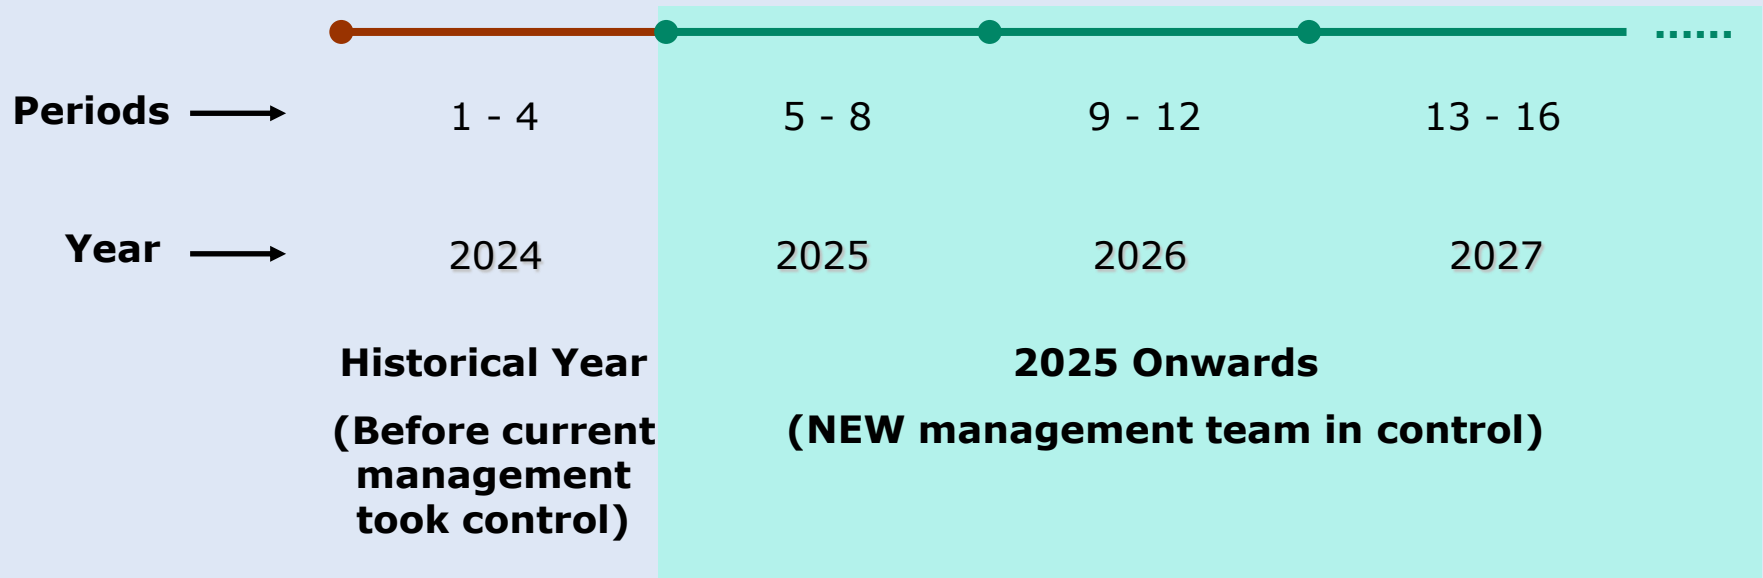 Periods 1 - 4 5 - 8 9 - 12 13 - 16
Year 2024 2025 2026 2027
Historical Year
(Before current
management
took control)
2025 Onwards
(NEW management team in control)